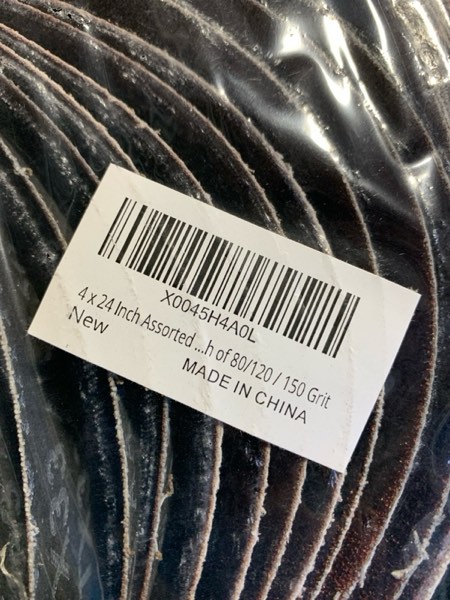 X0045H4A0L
4 x 24 Inch Assorted ...h of 80/120 / 150 Grit
New
MADE IN CHINA